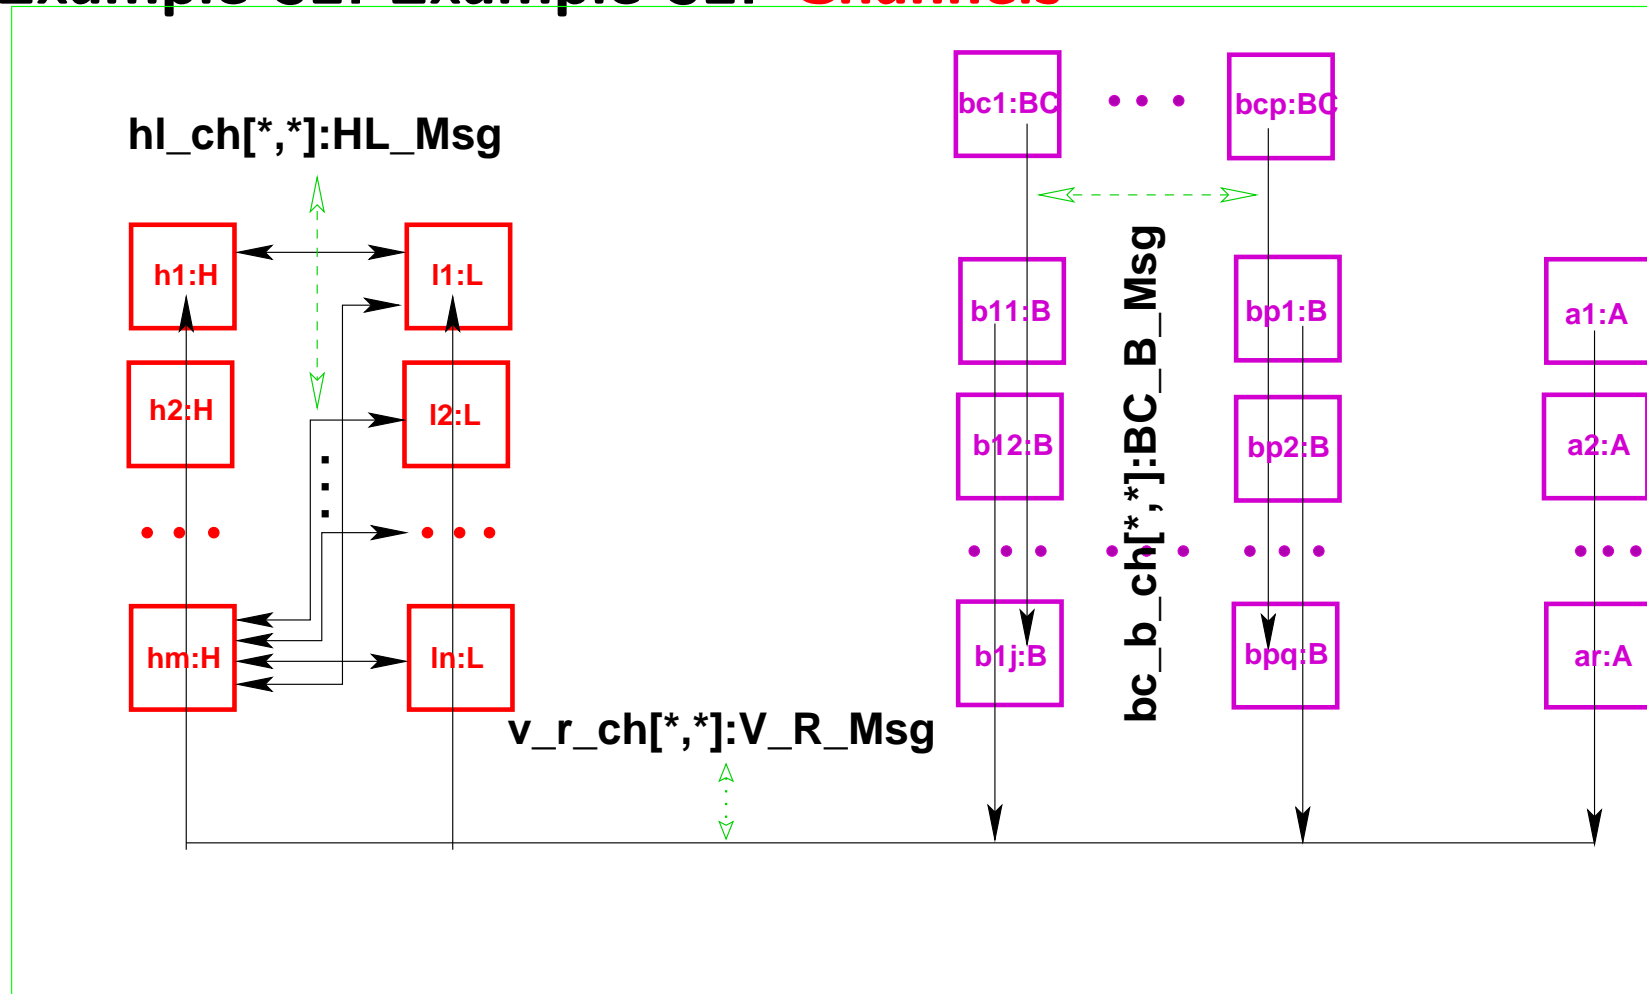 Channels
bc1:BC
bcp:BC
hl_ch[*,*]:HL_Msg
h1:H
l1:L
b11:B
bp1:B
a1:A
h2:H
l2:L
b12:B
bp2:B
a2:A
bc_b_ch[*,*]:BC_B_Msg
hm:H
ln:L
b1j:B
bpq:B
ar:A
v_r_ch[*,*]:V_R_Msg